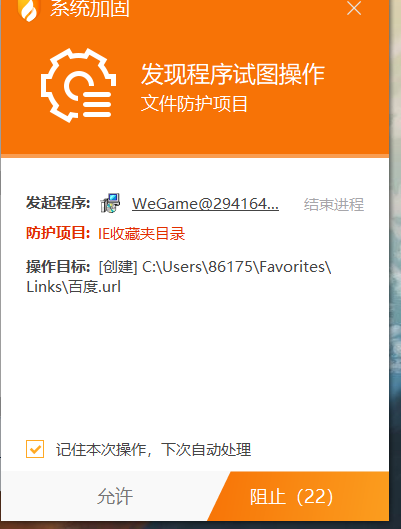 系统加固
发现程序试图操作
文件防护项目
发起程序: WeGame@294164... 结束进程
防护项目: IE收藏夹目录
操作目标: [创建] C:\Users\86175\Favorites\
Links\百度.url
记住本次操作，下次自动处理
允许 阻止（22）